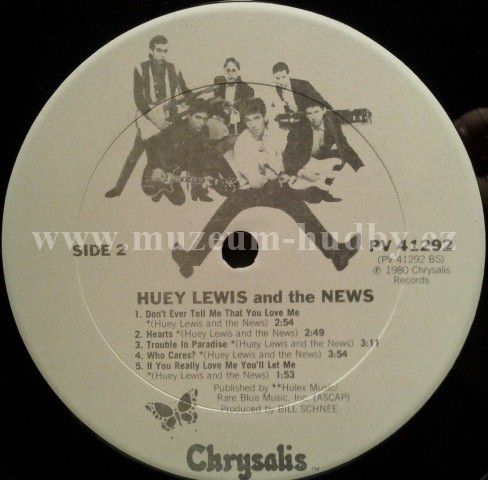 www.muzeum-hudby.cz
SIDE 2
PV 41292
(PV-41292 BS)
℗ 1980 Chrysalis
Records
HUEY LEWIS and the NEWS
1. Don't Ever Tell Me That You Love Me
*(Huey Lewis and the News) 2:54
2. Hearts *(Huey Lewis and the News) 2:49
3. Trouble In Paradise *(Huey Lewis and the News) 3:11
4. Who Cares? *(Huey Lewis and the News) 3:54
5. If You Really Love Me You'll Let Me
*(Huey Lewis and the News) 1:53
Published by **Hulex Music/
Rare Blue Music, Inc. (ASCAP)
Produced by BILL SCHNEE
Chrysalis TM